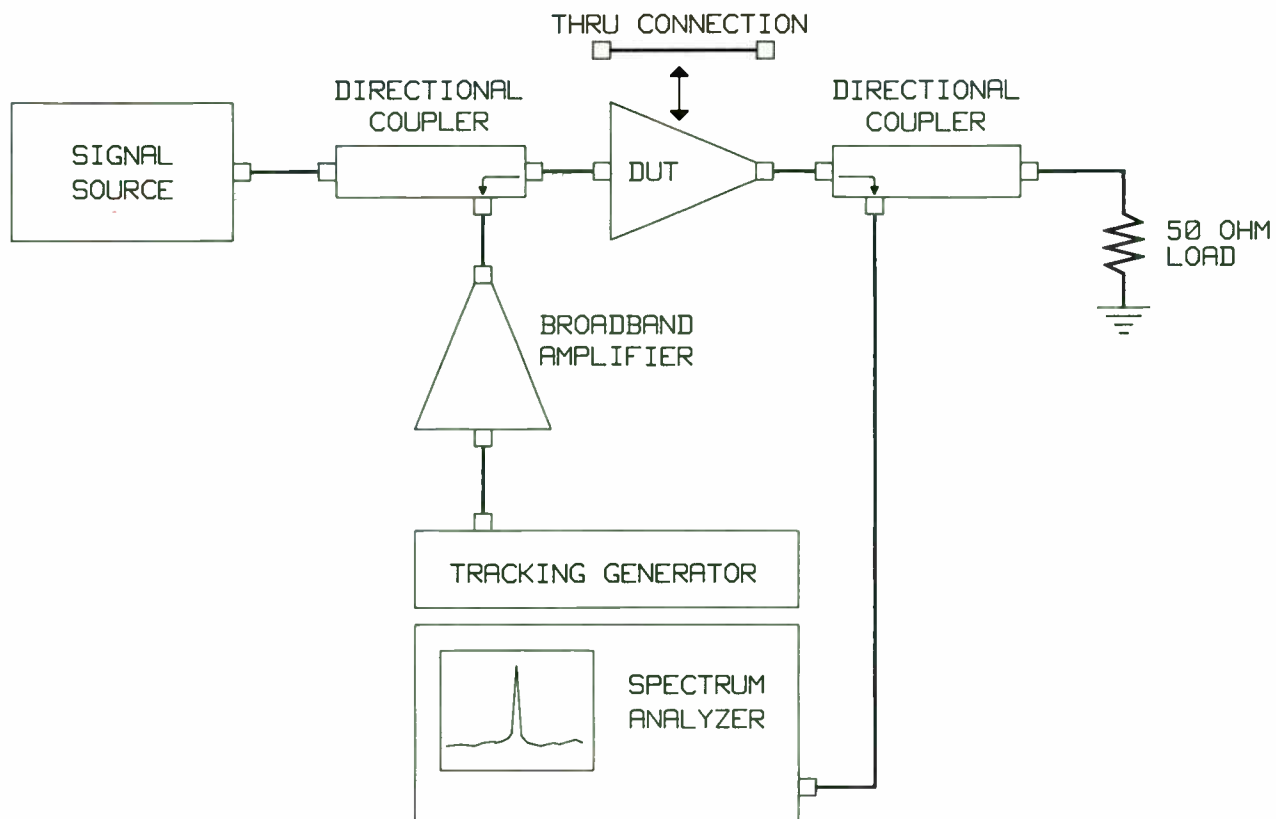 THRU CONNECTION
DIRECTIONAL
COUPLER
DIRECTIONAL
COUPLER
SIGNAL
SOURCE
DUT
50 OHM
LOAD
BROADBAND
AMPLIFIER
TRACKING GENERATOR
SPECTRUM
ANALYZER